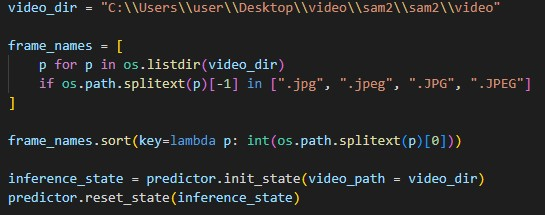 video_dir = "C:\\Users\\user\\Desktop\\video\\sam2\\sam2\\video"
frame_names = [
    p for p in os.listdir(video_dir)
    if os.path.splitext(p)[-1] in [".jpg", ".jpeg", ".JPG", ".JPEG"]
]
frame_names.sort(key=lambda p: int(os.path.splitext(p)[0]))
inference_state = predictor.init_state(video_path = video_dir)
predictor.reset_state(inference_state)